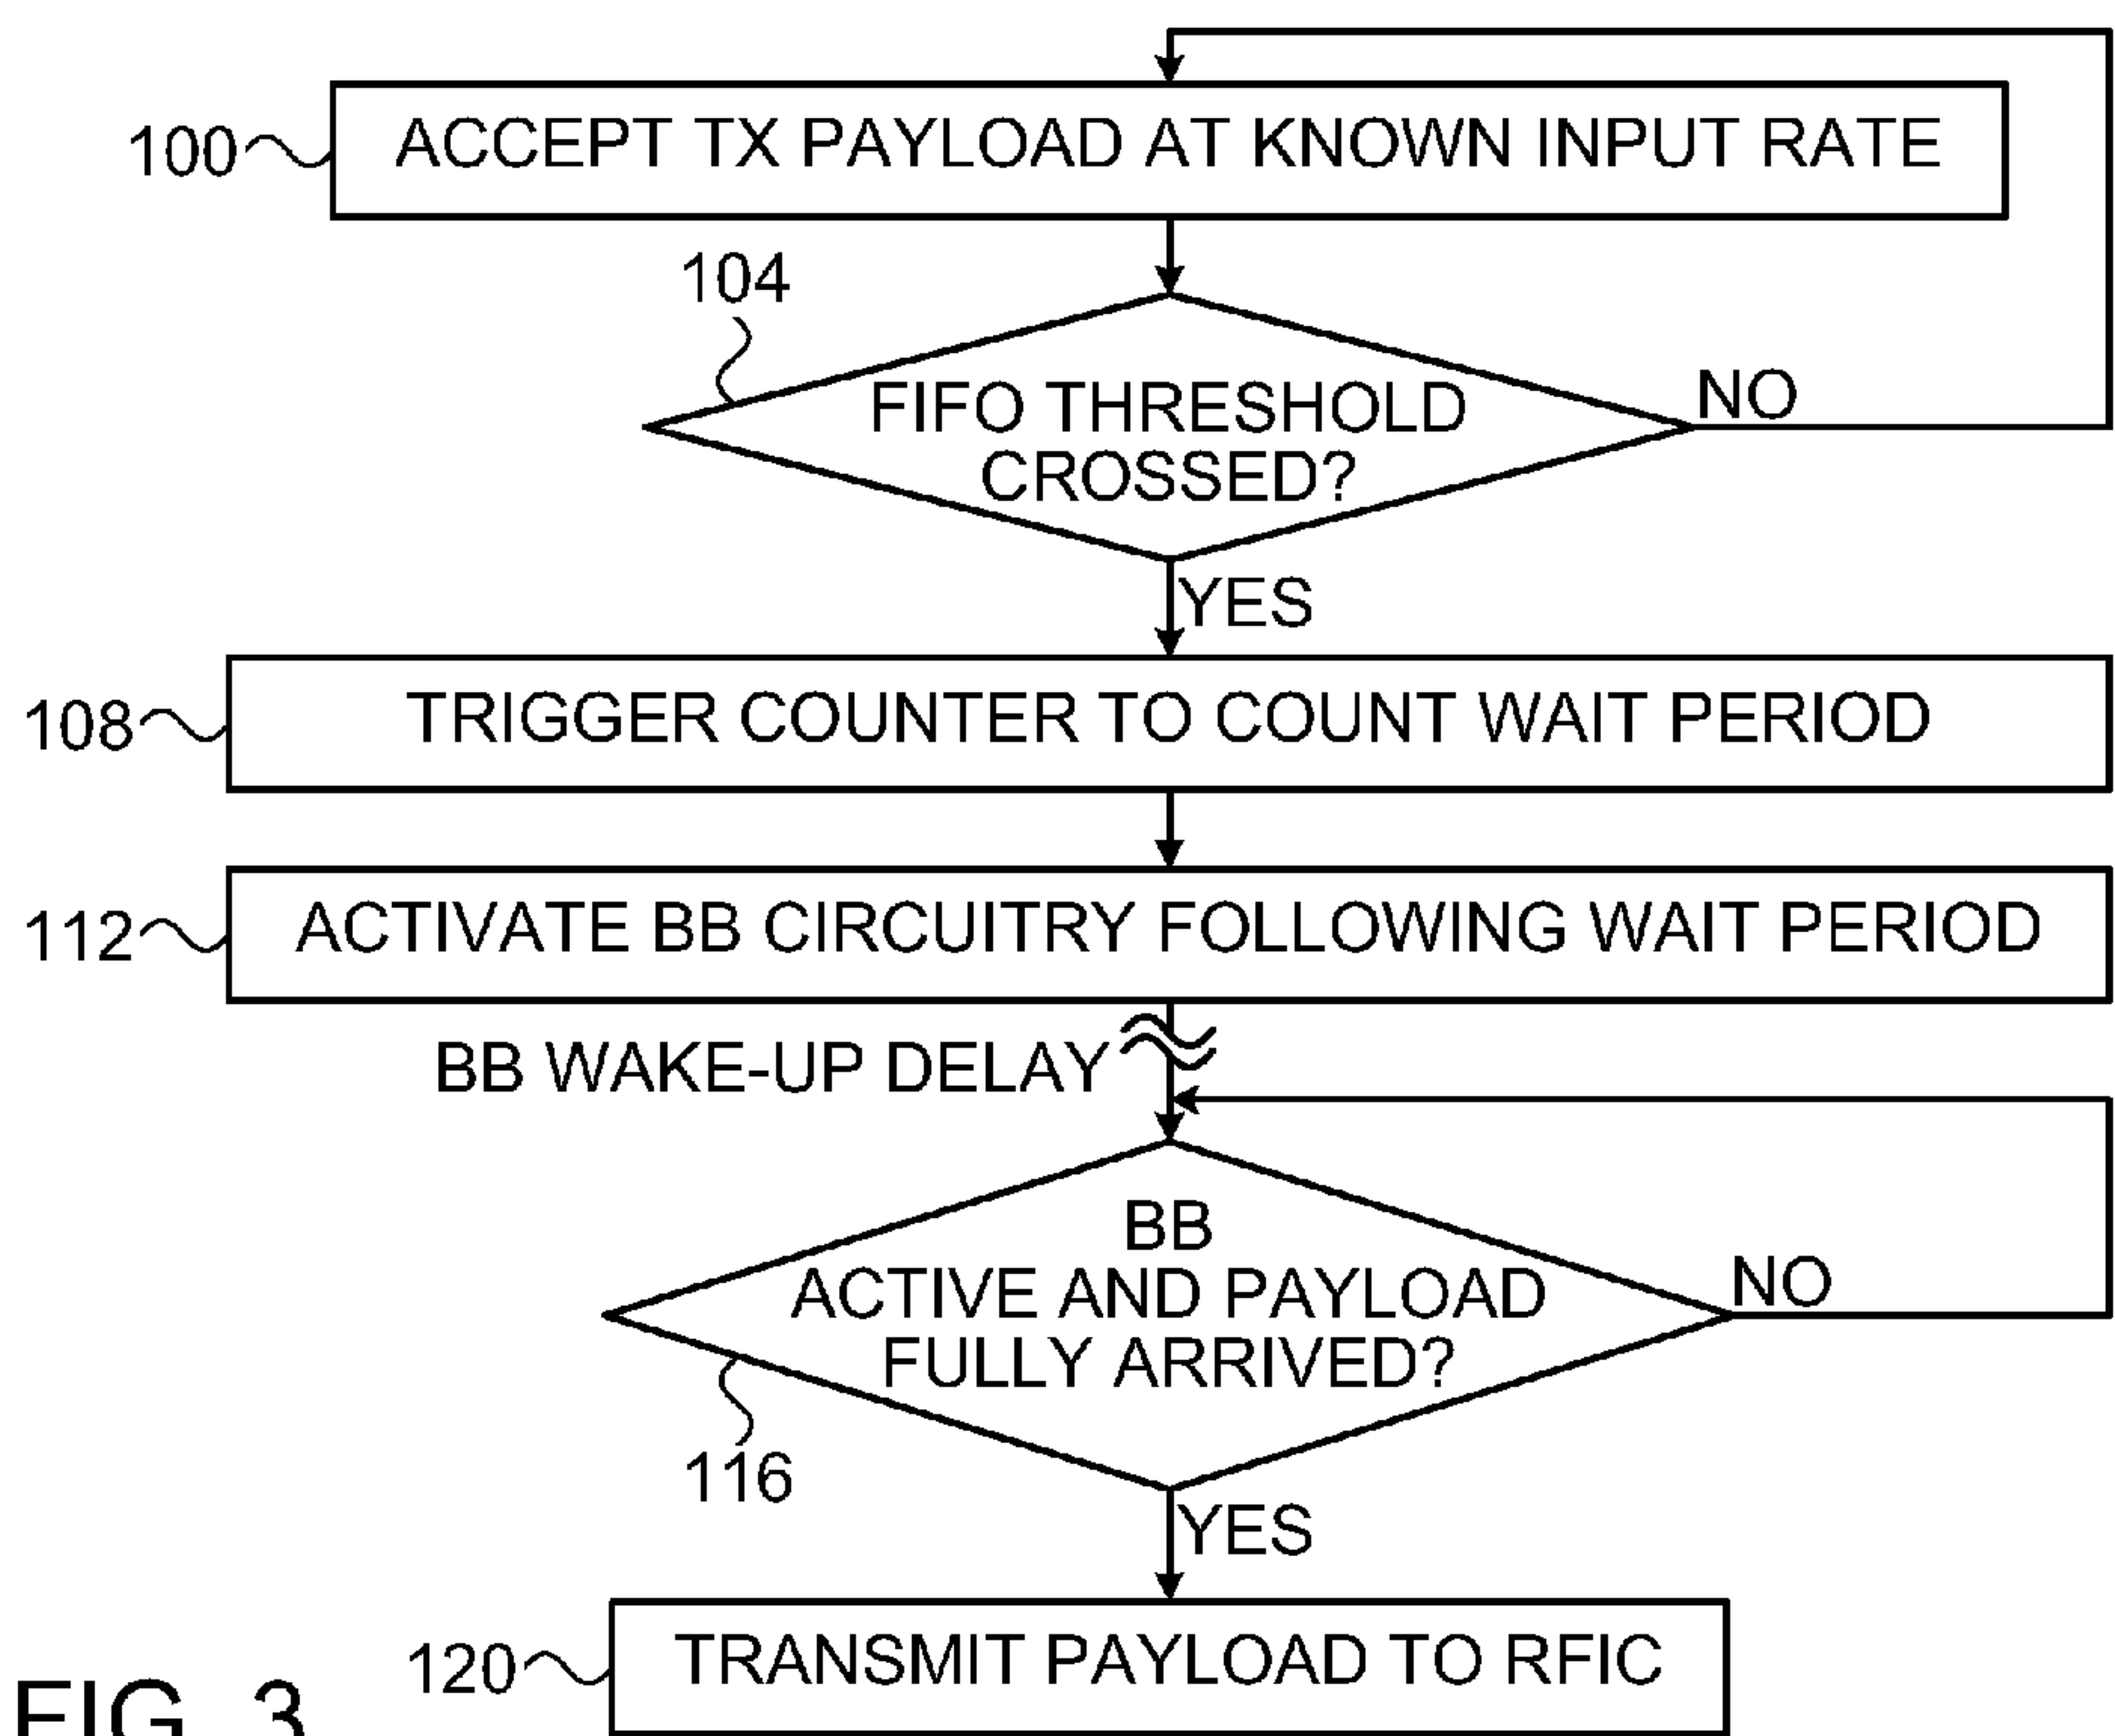 100
ACCEPT TX PAYLOAD AT KNOWN INPUT RATE
104
FIFO THRESHOLD
CROSSED?
NO
YES
108
TRIGGER COUNTER TO COUNT WAIT PERIOD
112
ACTIVATE BB CIRCUITRY FOLLOWING WAIT PERIOD
BB WAKE-UP DELAY
BB
ACTIVE AND PAYLOAD
FULLY ARRIVED?
NO
116
YES
120
TRANSMIT PAYLOAD TO RFIC
FIG. 3